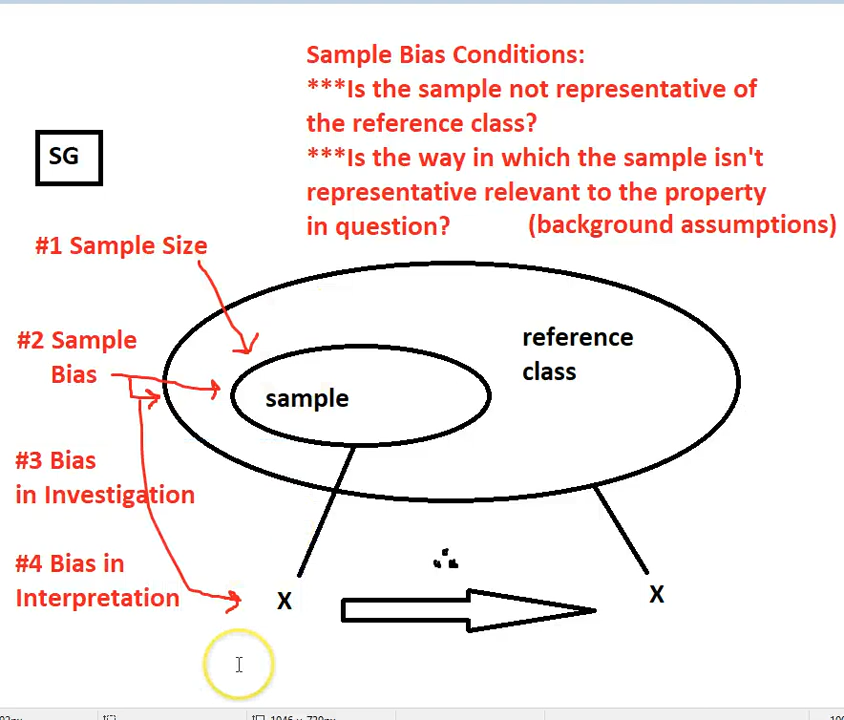 Sample Bias Conditions:
***Is the sample not representative of
the reference class?
***Is the way in which the sample isn't
representative relevant to the property
in question? (background assumptions)
SG
#1 Sample Size
#2 Sample
Bias
reference
class
sample
#3 Bias
in Investigation
#4 Bias in
Interpretation
∴
X
X